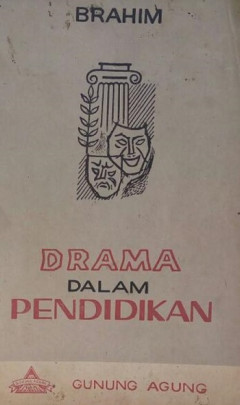 BRAHIM
DRAMA
DALAM
PENDIDIKAN
GUNUNG AGUNG